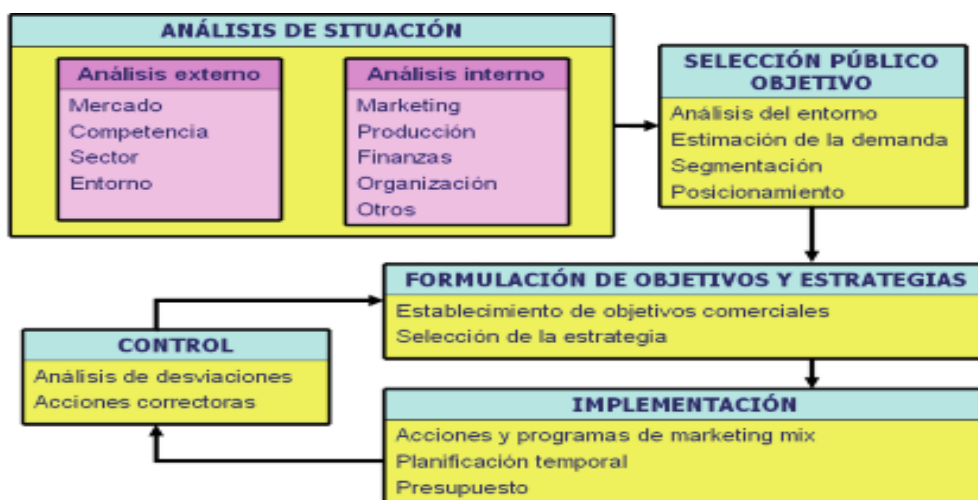 ANÁLISIS DE SITUACIÓN
Análisis externo
Mercado
Competencia
Sector
Entorno
Análisis interno
Marketing
Producción
Finanzas
Organización
Otros
SELECCIÓN PÚBLICO
OBJETIVO
Análisis del entorno
Estimación de la demanda
Segmentación
Posicionamiento
FORMULACIÓN DE OBJETIVOS Y ESTRATEGIAS
Establecimiento de objetivos comerciales
Selección de la estrategia
IMPLEMENTACIÓN
Acciones y programas de marketing mix
Planificación temporal
Presupuesto
CONTROL
Análisis de desviaciones
Acciones correctoras